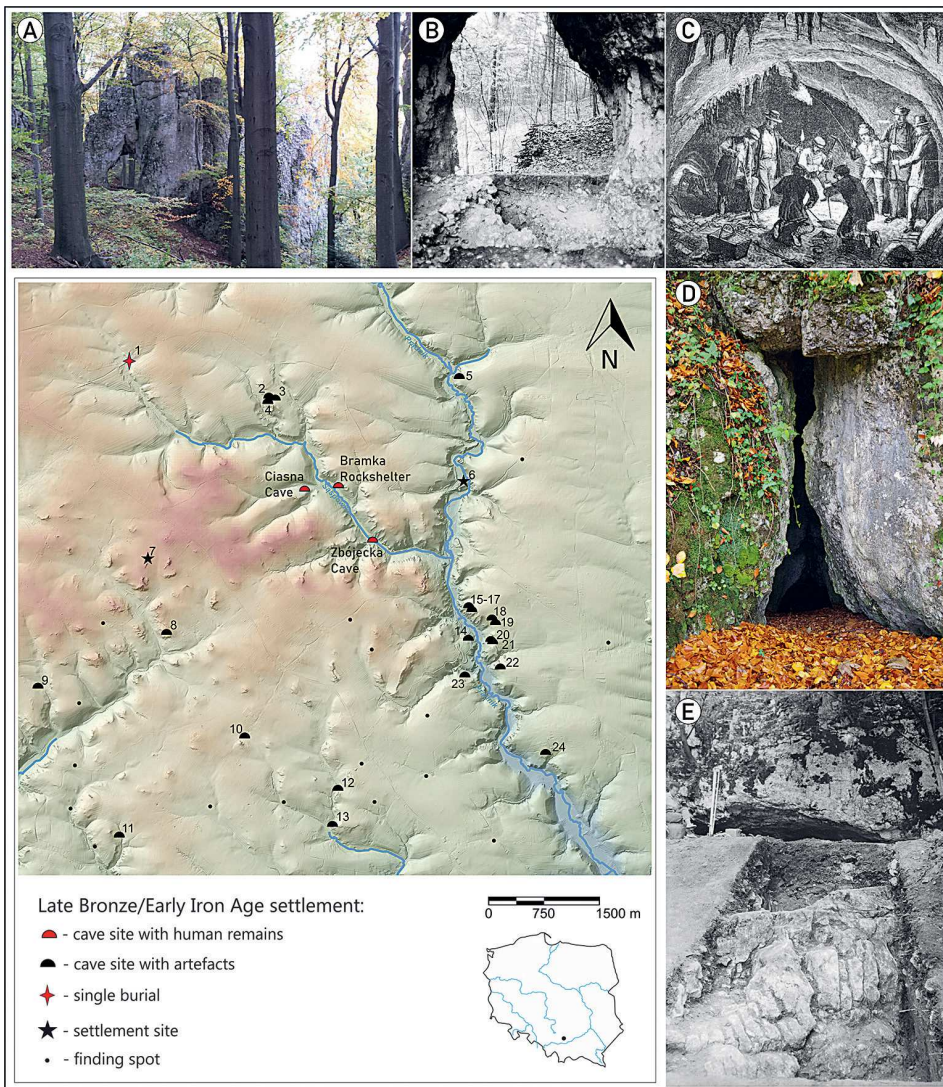 A
B
C
D
E
N
1
2
3
4
5
Ciasna
Cave
Bramka
Rockshelter
6
Zbójecka
Cave
7
8
9
10
11
12
13
14
15-17
18
19
20
21
22
23
24
Late Bronze/Early Iron Age settlement:
- cave site with human remains
- cave site with artefacts
- single burial
- settlement site
- finding spot
0 750 1500 m